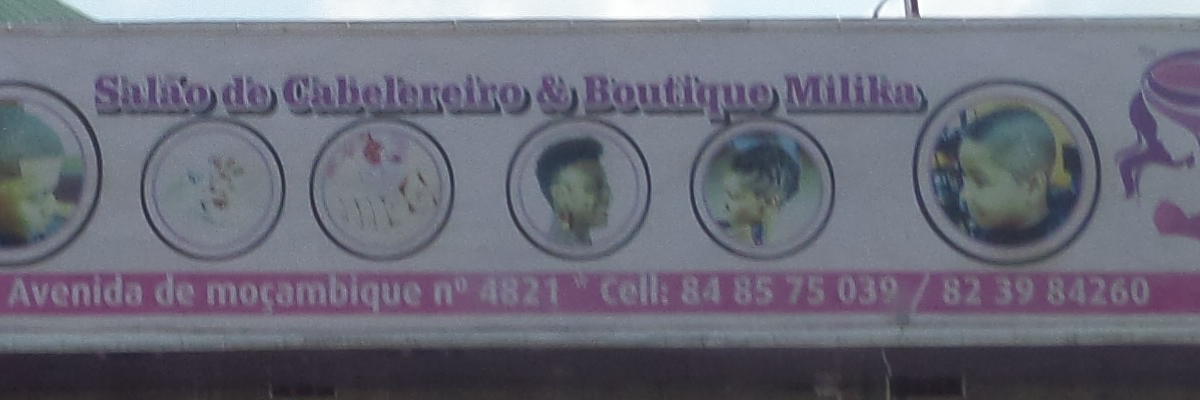 Salão de Cabelereiro & Boutique Milika
Avenida de moçambique nº 4821 * Cell: 84 85 75 039 / 82 39 84260